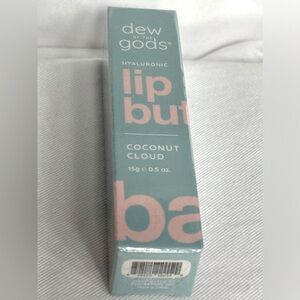 dew
OF THE
gods®
HYALURONIC
lip
but
COCONUT
CLOUD
15g e 0.5 oz.
ba